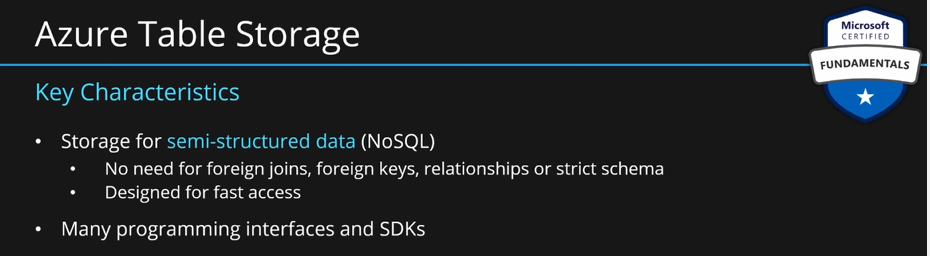 Azure Table Storage
Microsoft
CERTIFIED
FUNDAMENTALS
Key Characteristics
• Storage for semi-structured data (NoSQL)
• No need for foreign joins, foreign keys, relationships or strict schema
• Designed for fast access
• Many programming interfaces and SDKs